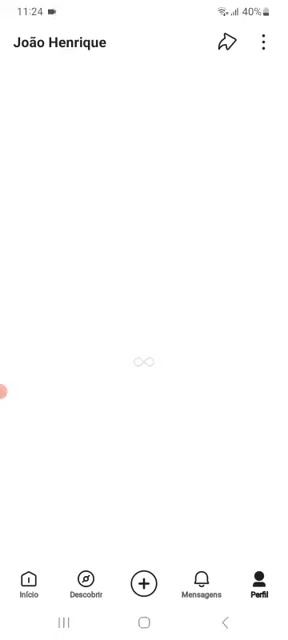 11:24
40%
João Henrique
Início
Descobrir
Mensagens
Perfil